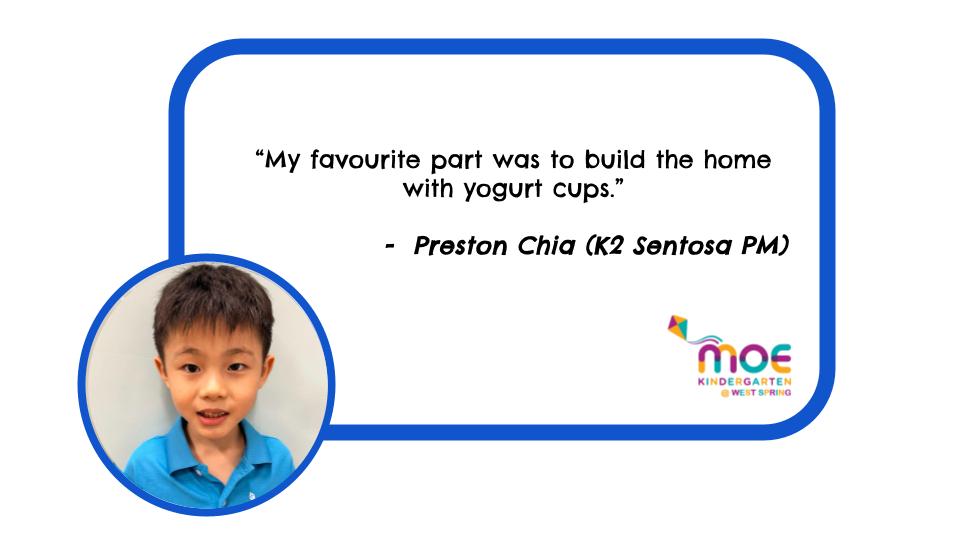 “My favourite part was to build the home
with yogurt cups.”
- Preston Chia (K2 Sentosa PM)
moe
KINDERGARTEN
@ WEST SPRING